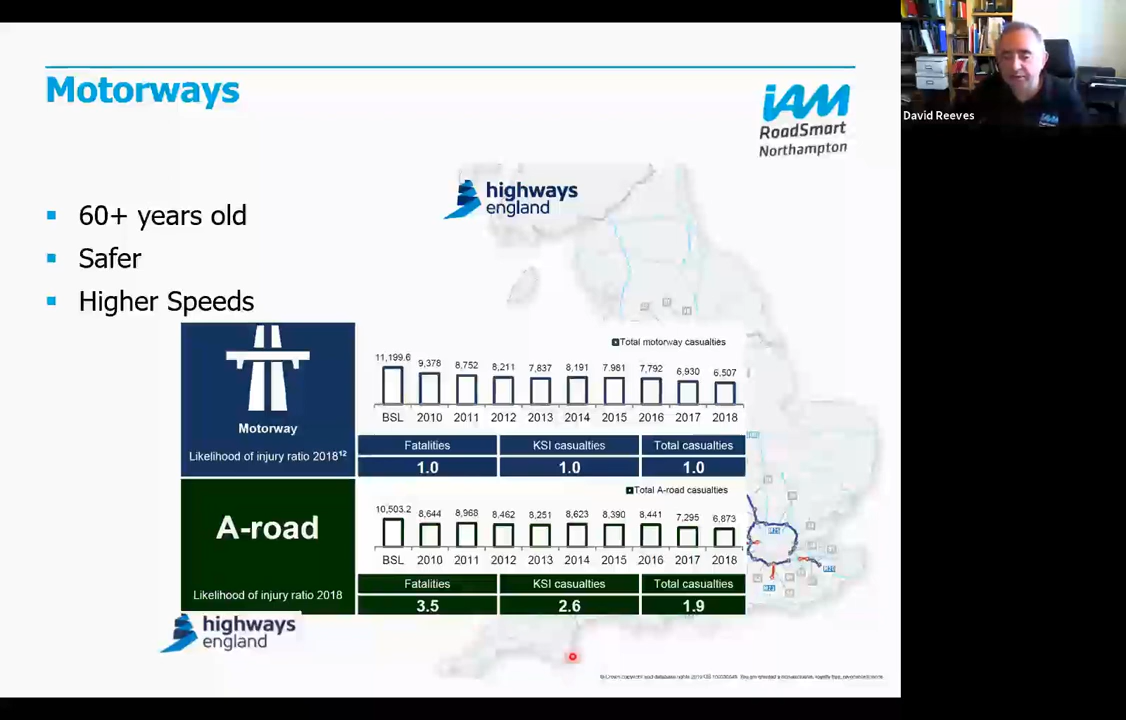 Motorways
iAM
RoadSmart
Northampton
David Reeves
IAM
highways
england
60+ years old
Safer
Higher Speeds
Total motorway casualties
11,199.6 9,378 8,752 8,211 7,837 8,191 7,981 7,792 6,930 6,507
BSL 2010 2011 2012 2013 2014 2015 2016 2017 2018
Motorway
Likelihood of injury ratio 2018¹²
Fatalities KSI casualties Total casualties
1.0 1.0 1.0
Total A-road casualties
10,503.2 8,644 8,968 8,462 8,251 8,623 8,390 8,441 7,295 6,873
BSL 2010 2011 2012 2013 2014 2015 2016 2017 2018
A-road
Likelihood of injury ratio 2018
Fatalities KSI casualties Total casualties
3.5 2.6 1.9
M25
highways
england